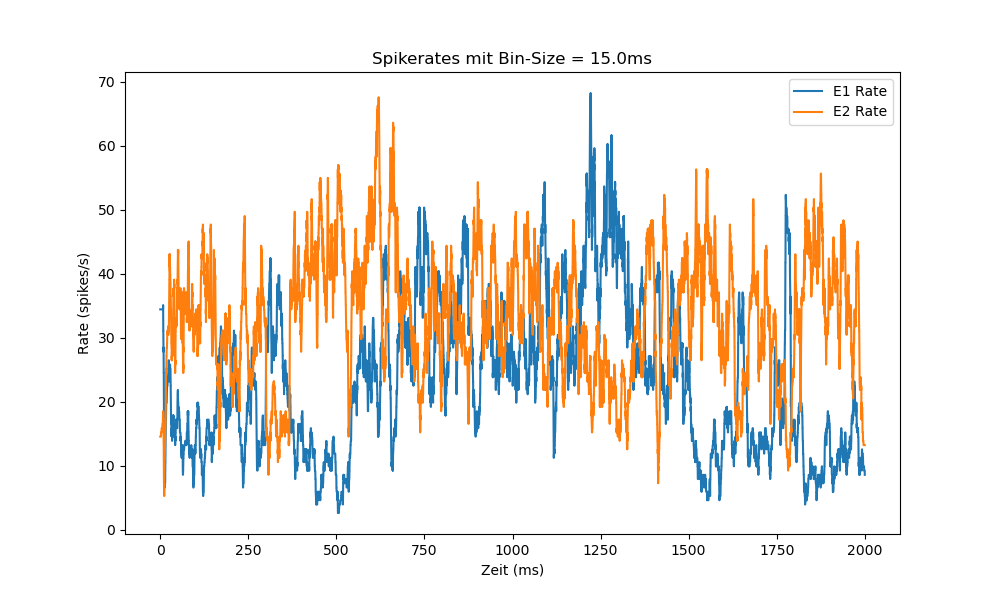 Spikerates mit Bin-Size = 15.0ms
E1 Rate
E2 Rate
70
60
50
40
30
20
10
0
Rate (spikes/s)
0 250 500 750 1000 1250 1500 1750 2000
Zeit (ms)